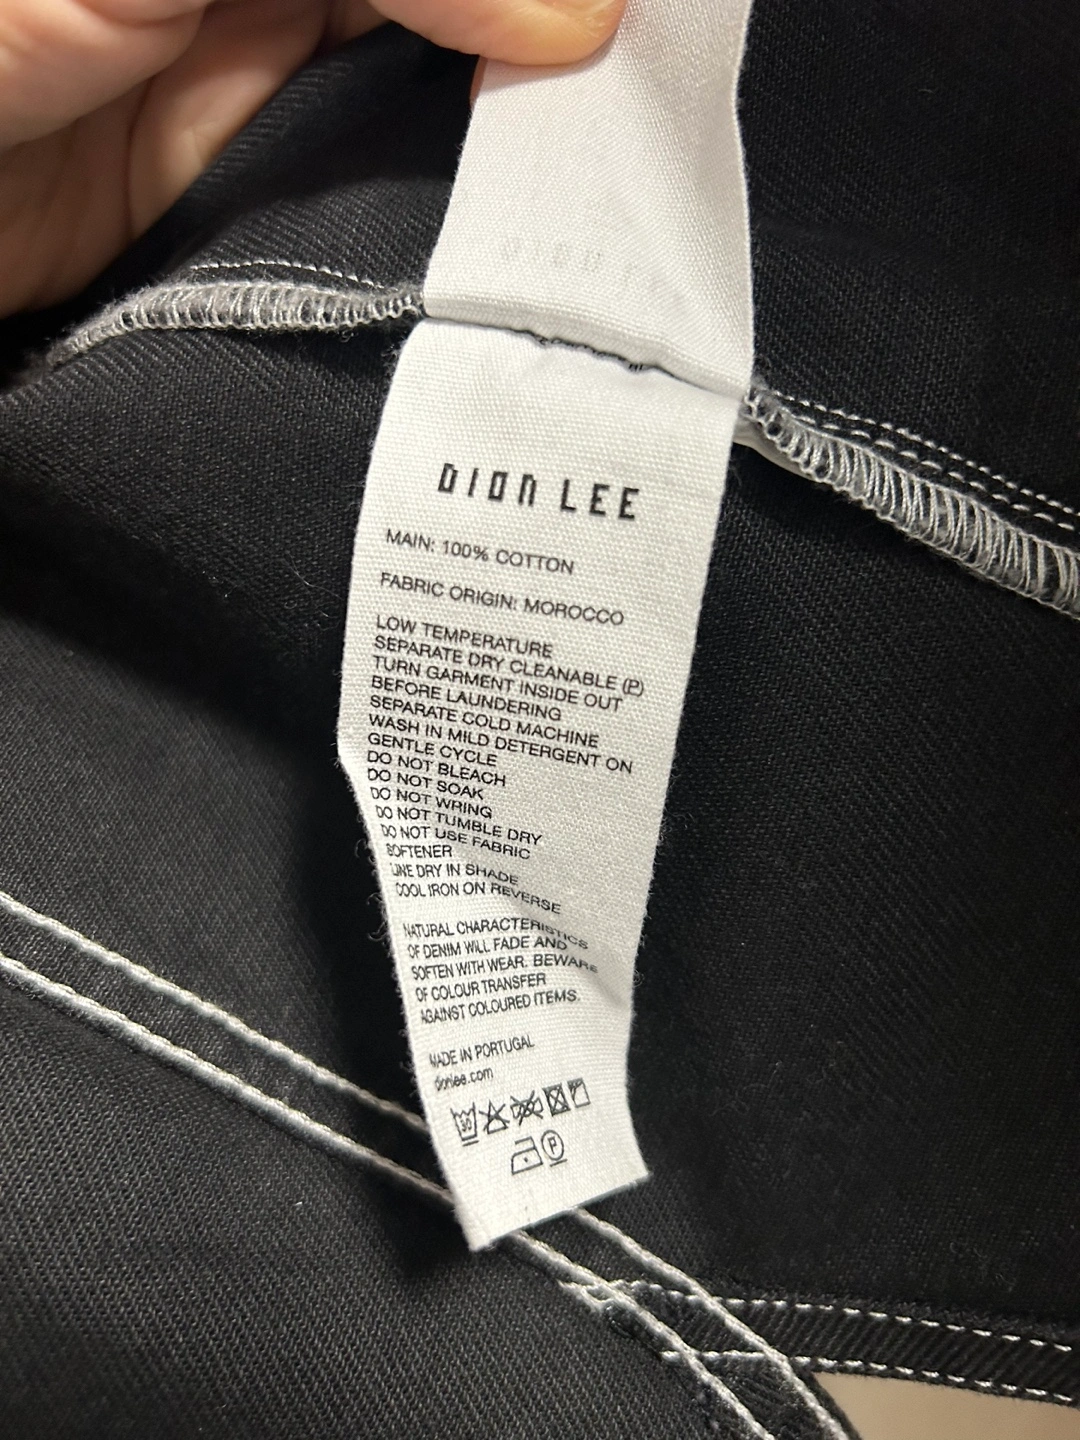 DION LEE
MAIN: 100% COTTON
FABRIC ORIGIN: MOROCCO
LOW TEMPERATURE
SEPARATE DRY CLEANABLE (P)
TURN GARMENT INSIDE OUT
BEFORE LAUNDERING
SEPARATE COLD MACHINE
WASH IN MILD DETERGENT ON
GENTLE CYCLE
DO NOT BLEACH
DO NOT SOAK
DO NOT WRING
DO NOT TUMBLE DRY
DO NOT USE FABRIC
SOFTENER
LINE DRY IN SHADE
COOL IRON ON REVERSE
NATURAL CHARACTERISTICS
OF DENIM WILL FADE AND
SOFTEN WITH WEAR. BEWARE
OF COLOUR TRANSFER
AGAINST COLOURED ITEMS.
MADE IN PORTUGAL
dionlee.com
30
P